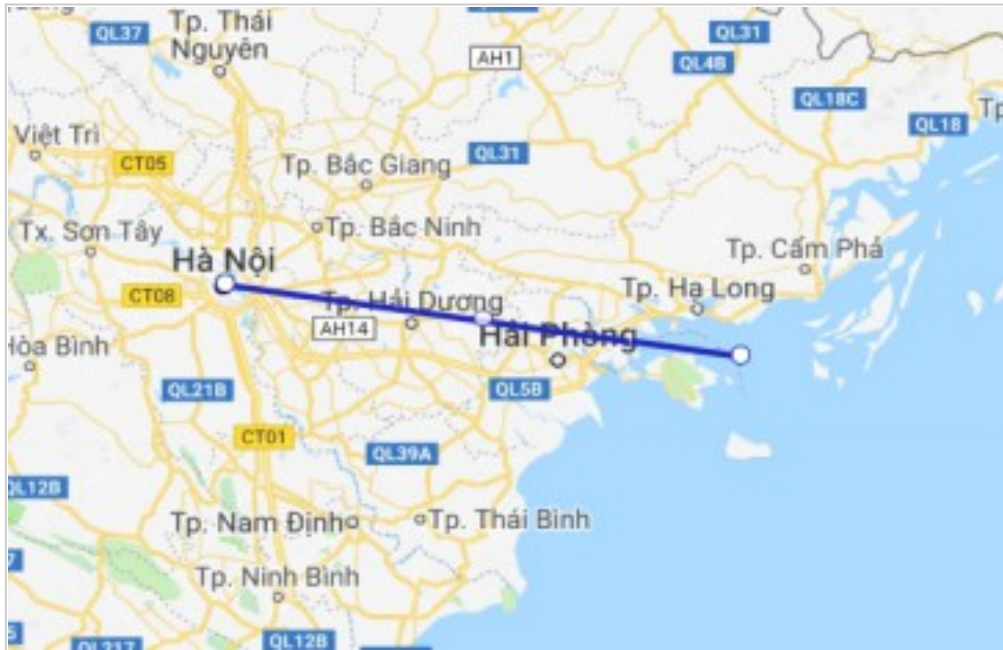 QL37
Tp. Thái
Nguyên
AH1
QL31
QL4B
QL18C
QL18
Tp
Việt Trì
CT05
Tp. Bắc Giang
QL31
Tx. Sơn Tây
Tp. Bắc Ninh
Tp. Cẩm Phả
Hà Nội
CT08
Tp. Hải Dương
Tp. Hạ Long
AH14
Hải Phòng
Hòa Bình
QL21B
QL5B
CT01
QL39A
QL12B
Tp. Nam Định
Tp. Thái Bình
Tp. Ninh Bình
QL12B
QL217